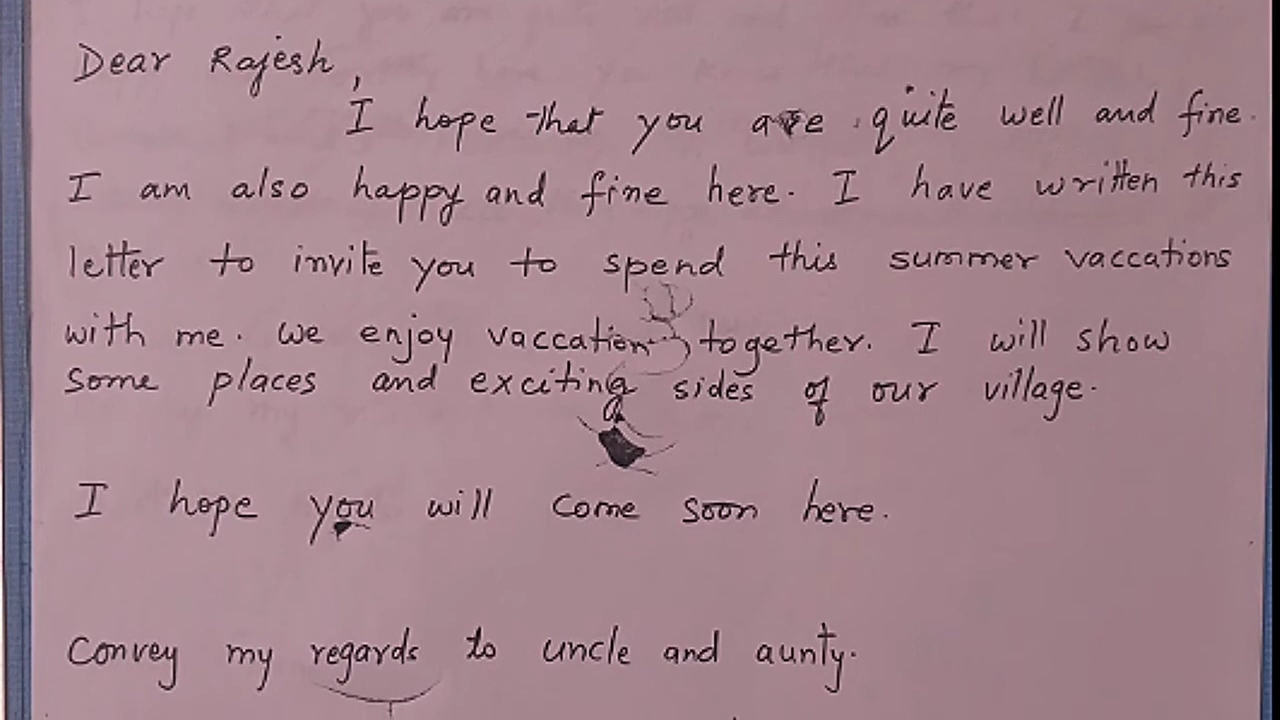 Dear Rajesh,
I hope that you are quite well and fine.
I am also happy and fine here. I have written this
letter to invite you to spend this summer vaccations
with me. we enjoy vaccation together. I will show
some places and exciting sides of our village.
I hope you will come soon here.
Convey my regards to uncle and aunty.